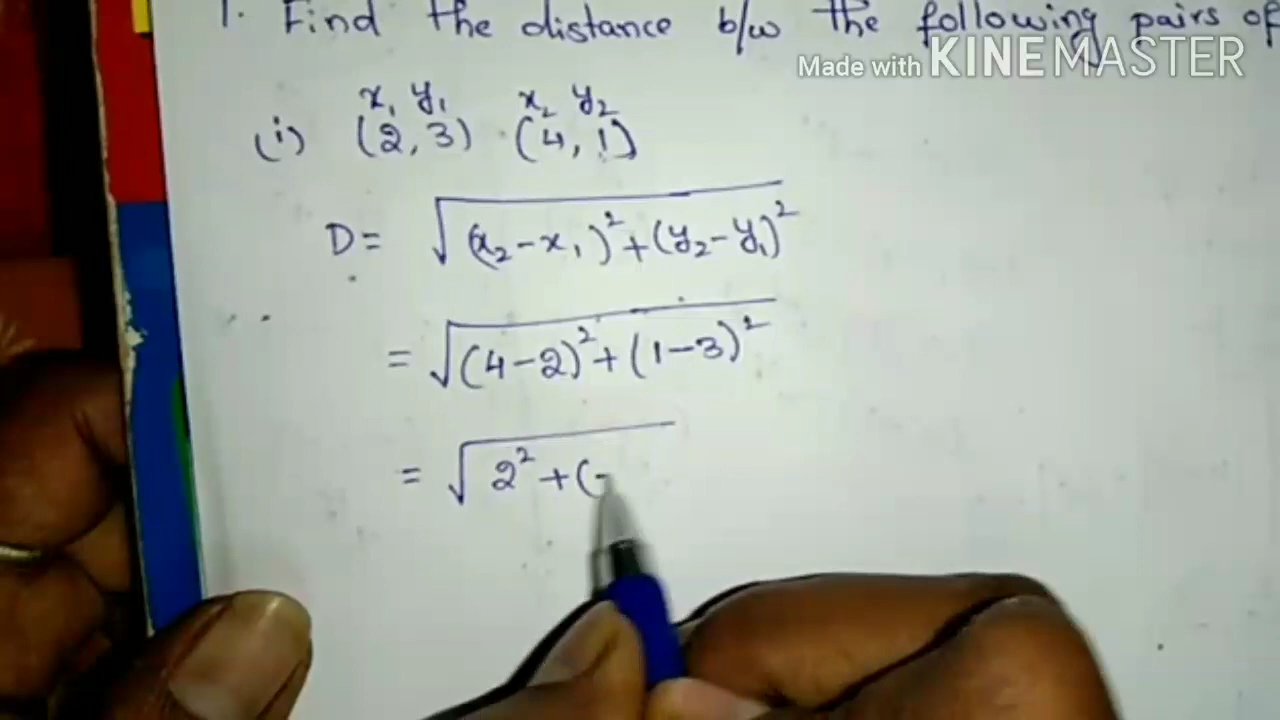 1. Find the distance b/w the following pairs of
Made with KINEMASTER
x₁ y₁ x₂ y₂
(i) (2, 3) (4, 1)
D = √(x₂-x₁)²+(y₂-y₁)²
= √(4-2)²+(1-3)²
= √2²+(-